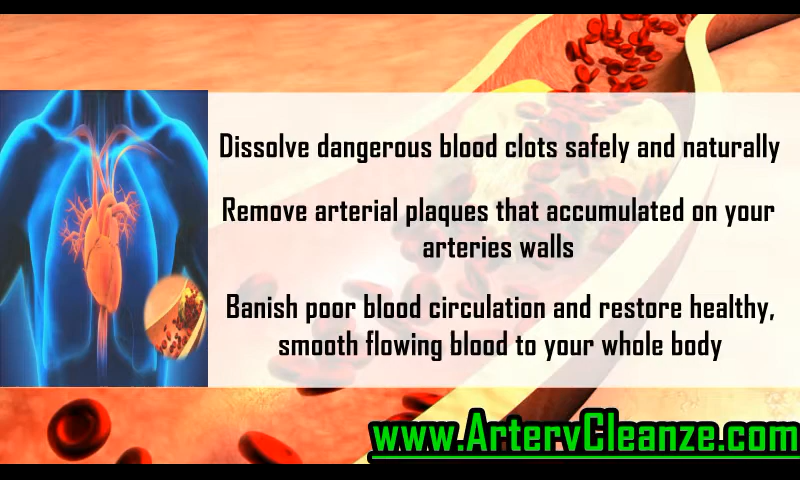 Dissolve dangerous blood clots safely and naturally
Remove arterial plaques that accumulated on your
arteries walls
Banish poor blood circulation and restore healthy,
smooth flowing blood to your whole body
www.ArtervCleanze.com